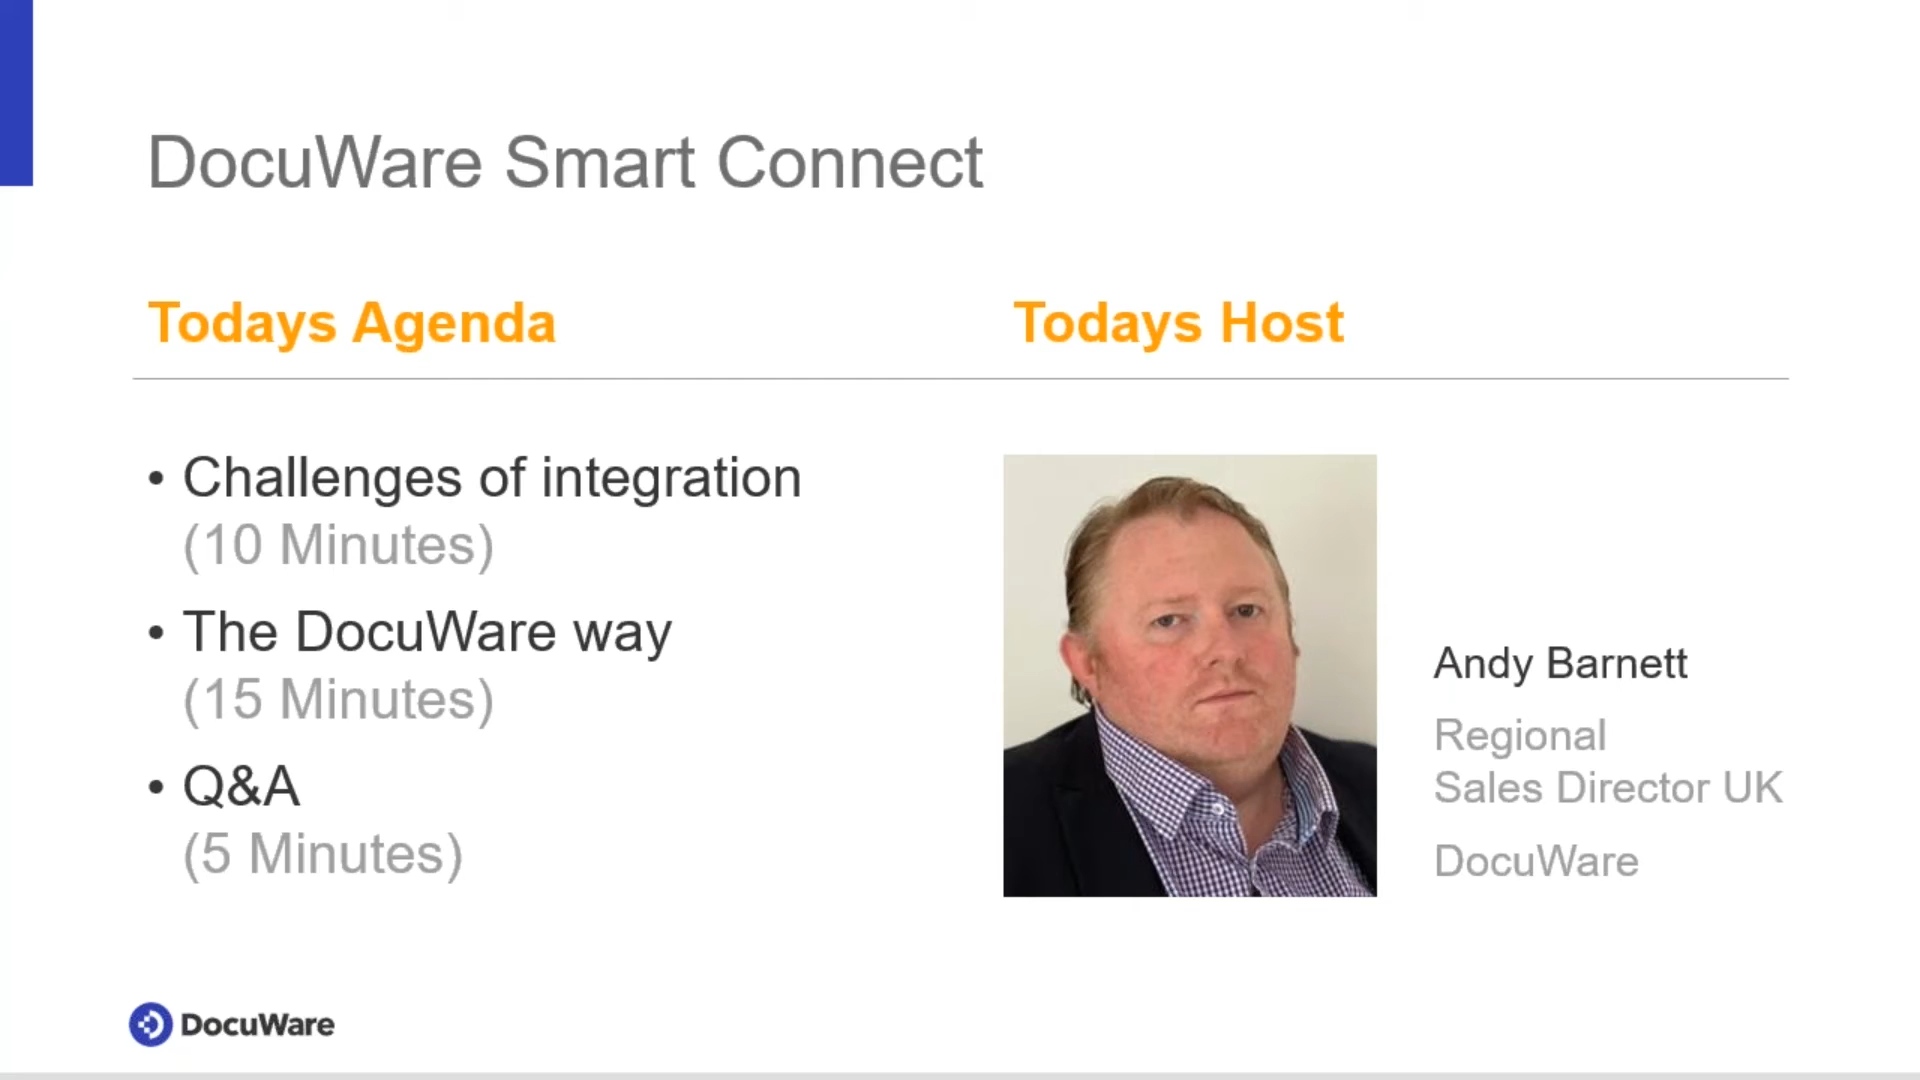 DocuWare Smart Connect
Todays Agenda
Todays Host
• Challenges of integration
(10 Minutes)
• The DocuWare way
(15 Minutes)
• Q&A
(5 Minutes)
Andy Barnett
Regional
Sales Director UK
DocuWare
DocuWare